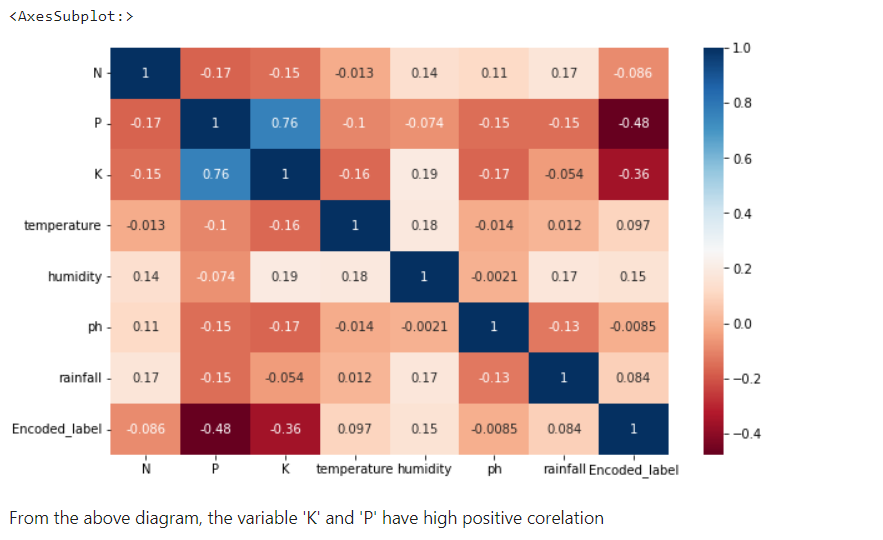 <AxesSubplot:>
N 1 -0.17 -0.15 -0.013 0.14 0.11 0.17 -0.086
P -0.17 1 0.76 -0.1 -0.074 -0.15 -0.15 -0.48
K -0.15 0.76 1 -0.16 0.19 -0.17 -0.054 -0.36
temperature -0.013 -0.1 -0.16 1 0.18 -0.014 0.012 0.097
humidity 0.14 -0.074 0.19 0.18 1 -0.0021 0.17 0.15
ph 0.11 -0.15 -0.17 -0.014 -0.0021 1 -0.13 -0.0085
rainfall 0.17 -0.15 -0.054 0.012 0.17 -0.13 1 0.084
Encoded_label -0.086 -0.48 -0.36 0.097 0.15 -0.0085 0.084 1
N P K temperature humidity ph rainfall Encoded_label
1.0
0.8
0.6
0.4
0.2
0.0
−0.2
−0.4
From the above diagram, the variable 'K' and 'P' have high positive corelation